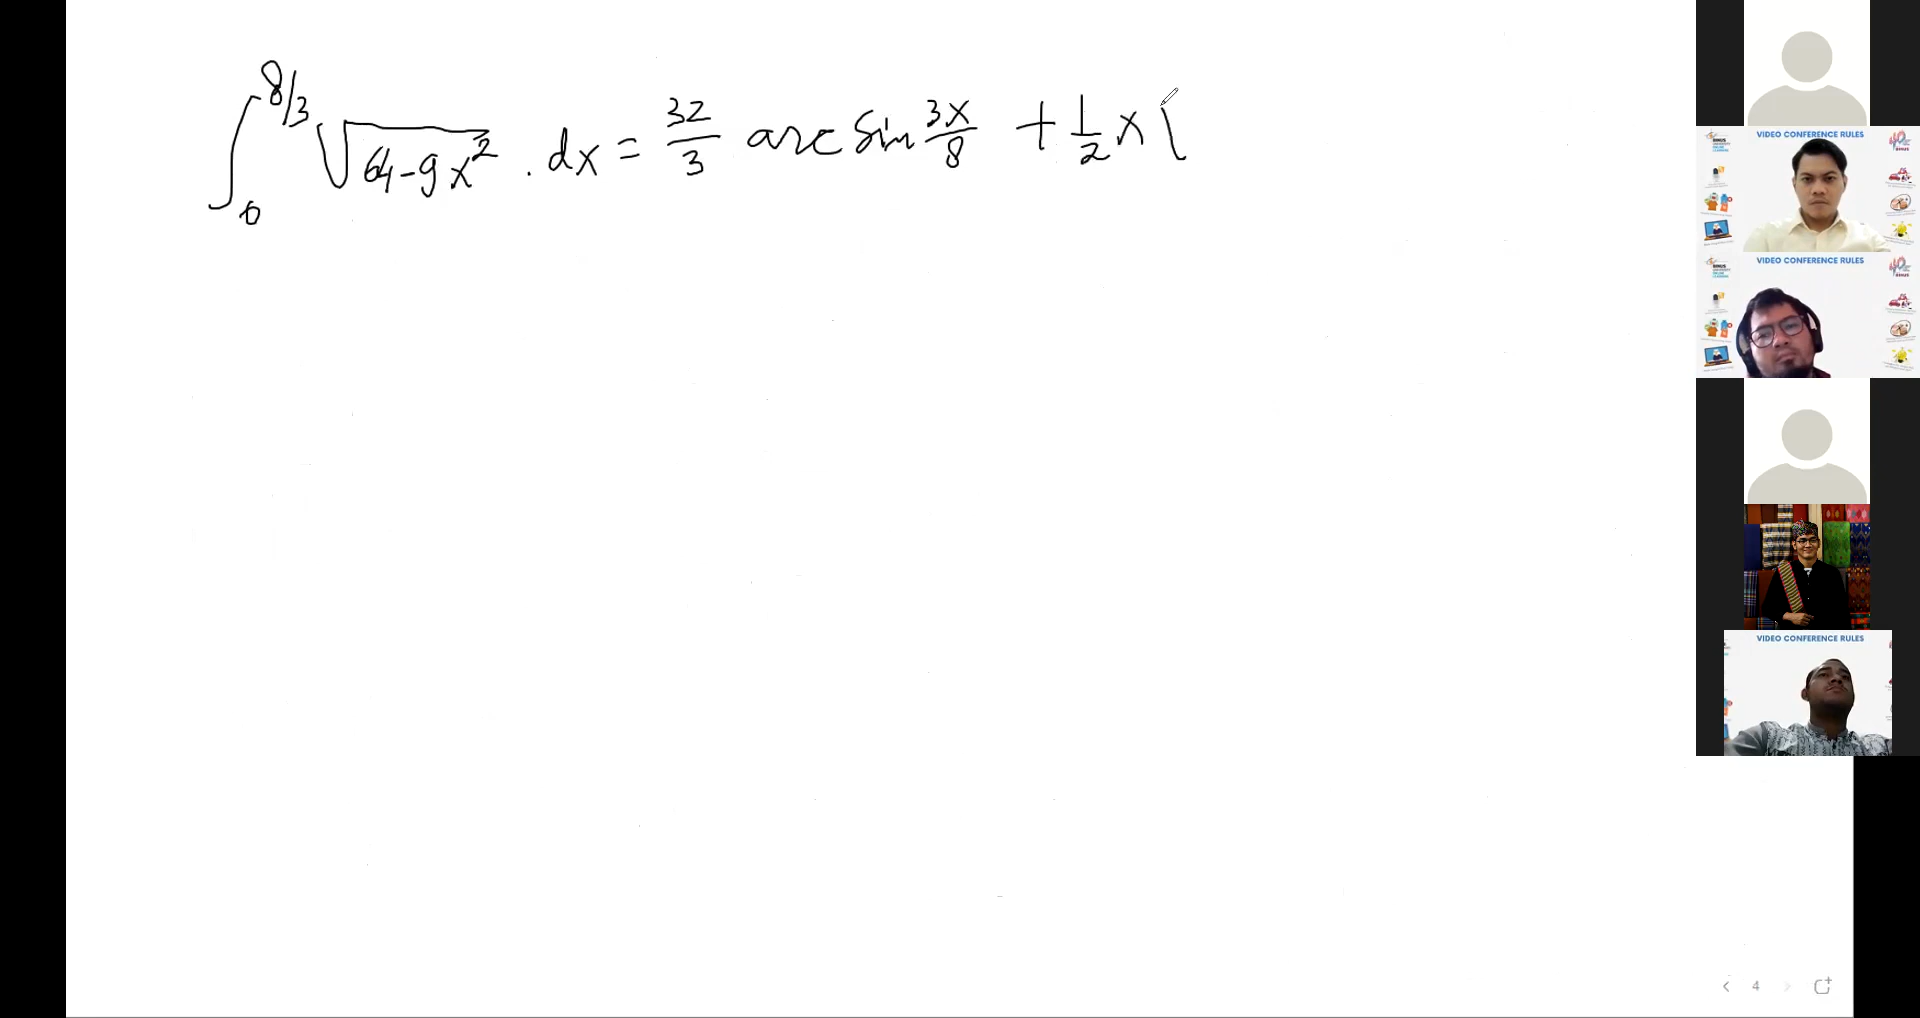 ∫₀^{8/3} √(64-9x²) . dx = 32/3 arc sin 3x/8 + 1/2 x
VIDEO CONFERENCE RULES
VIDEO CONFERENCE RULES
VIDEO CONFERENCE RULES
4